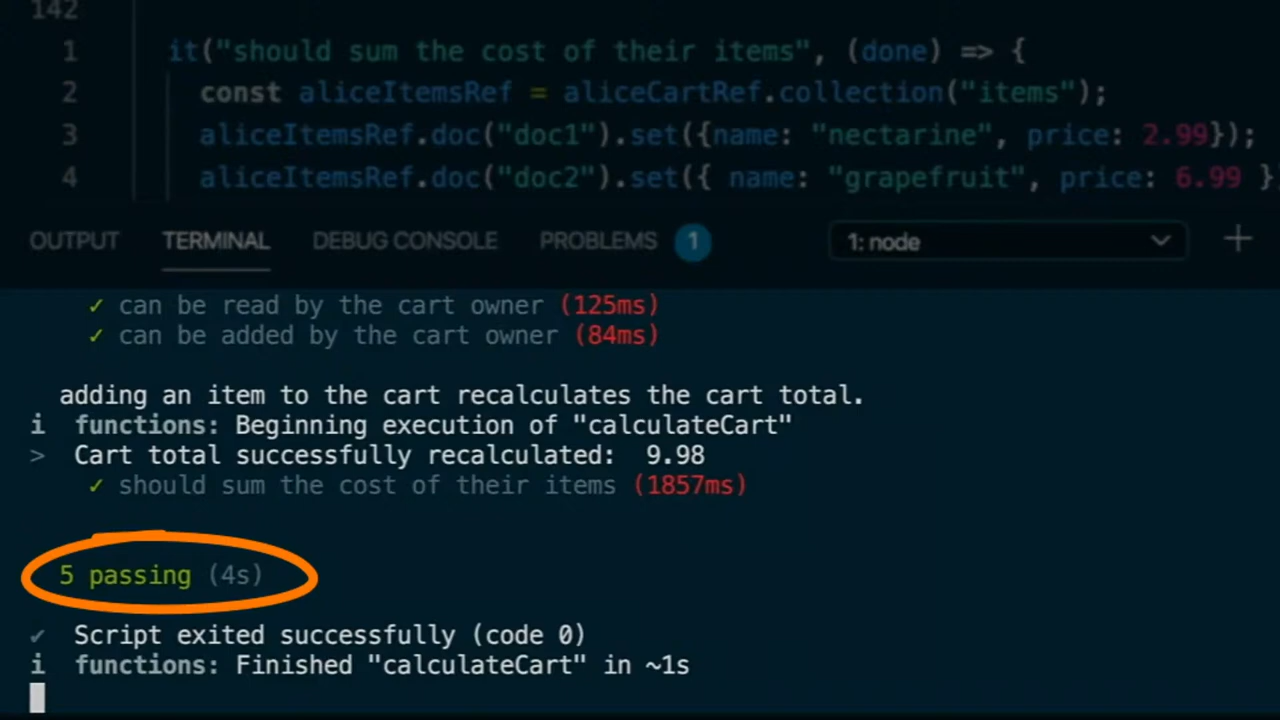 142
1 it("should sum the cost of their items", (done) => {
2 const aliceItemsRef = aliceCartRef.collection("items");
3 aliceItemsRef.doc("doc1").set({name: "nectarine", price: 2.99});
4 aliceItemsRef.doc("doc2").set({ name: "grapefruit", price: 6.99 }
OUTPUT TERMINAL DEBUG CONSOLE PROBLEMS 1 1: node
✓ can be read by the cart owner (125ms)
✓ can be added by the cart owner (84ms)
adding an item to the cart recalculates the cart total.
i functions: Beginning execution of "calculateCart"
> Cart total successfully recalculated: 9.98
✓ should sum the cost of their items (1857ms)
5 passing (4s)
✓ Script exited successfully (code 0)
i functions: Finished "calculateCart" in ~1s